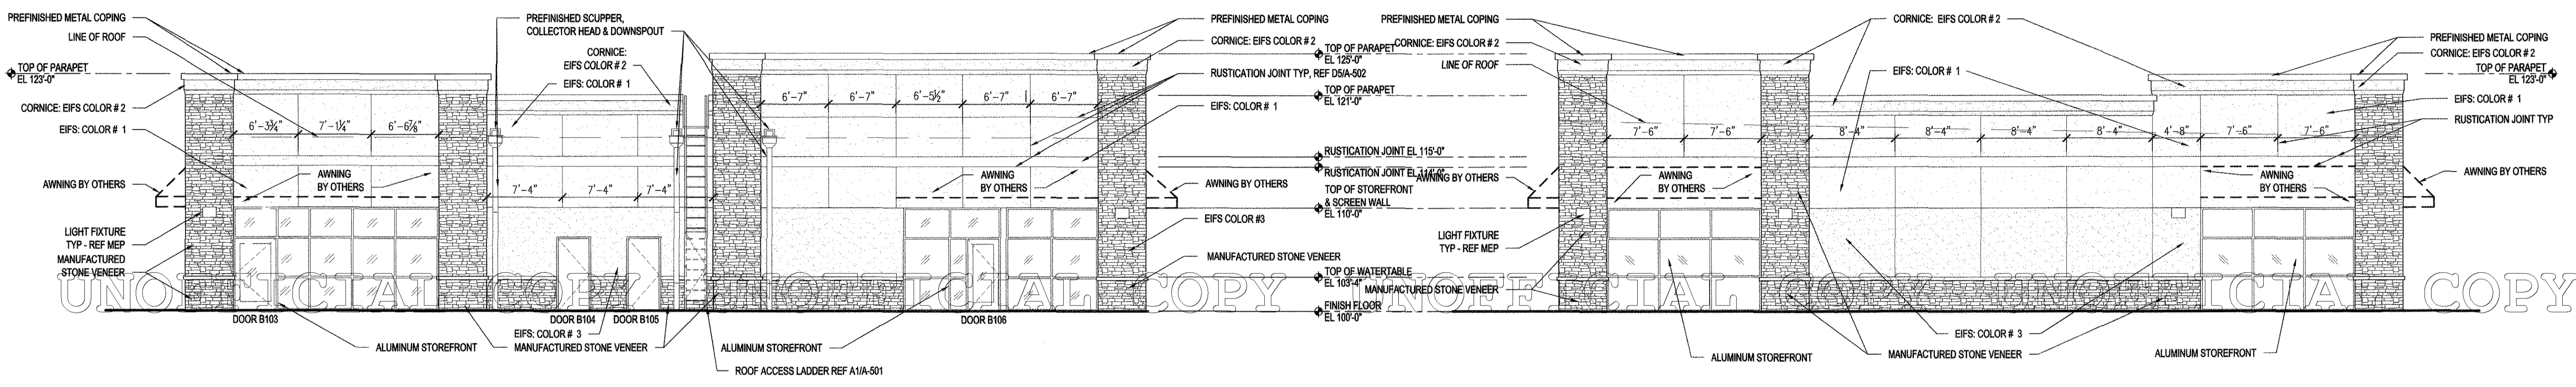 PREFINISHED METAL COPING
LINE OF ROOF
TOP OF PARAPET
EL 123'-0"
CORNICE: EIFS COLOR # 2
EIFS: COLOR # 1
AWNING BY OTHERS
LIGHT FIXTURE
TYP - REF MEP
MANUFACTURED
STONE VENEER
6'-3¾"
7'-1¼"
6'-6⅞"
AWNING
BY OTHERS
DOOR B103
ALUMINUM STOREFRONT
PREFINISHED SCUPPER,
COLLECTOR HEAD & DOWNSPOUT
CORNICE:
EIFS COLOR # 2
EIFS: COLOR # 1
7'-4"
7'-4"
7'-4"
DOOR B104
DOOR B105
EIFS: COLOR # 3
MANUFACTURED STONE VENEER
ROOF ACCESS LADDER REF A1/A-501
6'-7"
6'-7"
6'-5½"
6'-7"
6'-7"
AWNING
BY OTHERS
DOOR B106
ALUMINUM STOREFRONT
PREFINISHED METAL COPING
CORNICE: EIFS COLOR # 2
RUSTICATION JOINT TYP, REF D5/A-502
EIFS: COLOR # 1
AWNING BY OTHERS
EIFS COLOR #3
MANUFACTURED STONE VENEER
TOP OF PARAPET
EL 125'-0"
TOP OF PARAPET
EL 121'-0"
RUSTICATION JOINT EL 115'-0"
RUSTICATION JOINT EL 114'-0"
TOP OF STOREFRONT
& SCREEN WALL
EL 110'-0"
TOP OF WATERTABLE
EL 103'-4"
FINISH FLOOR
EL 100'-0"
PREFINISHED METAL COPING
CORNICE: EIFS COLOR # 2
LINE OF ROOF
AWNING BY OTHERS
LIGHT FIXTURE
TYP - REF MEP
MANUFACTURED STONE VENEER
7'-6"
7'-6"
AWNING
BY OTHERS
ALUMINUM STOREFRONT
CORNICE: EIFS COLOR # 2
EIFS: COLOR # 1
8'-4"
8'-4"
8'-4"
8'-4"
4'-8"
7'-6"
7'-6"
AWNING
BY OTHERS
EIFS: COLOR # 3
MANUFACTURED STONE VENEER
ALUMINUM STOREFRONT
PREFINISHED METAL COPING
CORNICE: EIFS COLOR # 2
TOP OF PARAPET
EL 123'-0"
EIFS: COLOR # 1
RUSTICATION JOINT TYP
AWNING BY OTHERS
UNOFFICIAL COPY UNOFFICIAL COPY UNOFFICIAL COPY UNOFFICIAL COPY